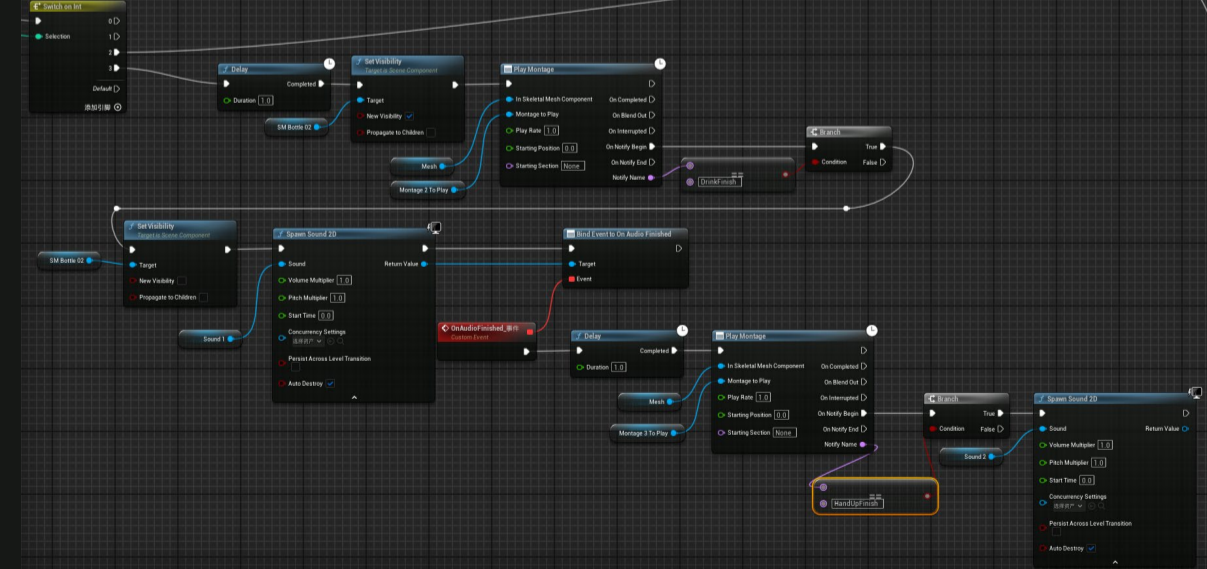 Switch on Int
0
Selection
1
2
3
Default
添加引脚
Delay
Completed
Duration 1.0
SM Bottle 02
Set Visibility
Target is Scene Component
Target
New Visibility
Propagate to Children
Mesh
Montage 2 To Play
Play Montage
In Skeletal Mesh Component
On Completed
Montage to Play
On Blend Out
Play Rate 1.0
On Interrupted
Starting Position 0.0
On Notify Begin
Starting Section None
On Notify End
Notify Name
DrinkFinish
==
Branch
True
Condition
False
SM Bottle 02
Set Visibility
Target is Scene Component
Target
New Visibility
Propagate to Children
Sound 1
Spawn Sound 2D
Sound
Return Value
Volume Multiplier 1.0
Pitch Multiplier 1.0
Start Time 0.0
Concurrency Settings
选择资产
Persist Across Level Transition
Auto Destroy
Bind Event to On Audio Finished
Target
Event
OnAudioFinished_事件
Custom Event
Delay
Completed
Duration 1.0
Mesh
Montage 3 To Play
Play Montage
In Skeletal Mesh Component
On Completed
Montage to Play
On Blend Out
Play Rate 1.0
On Interrupted
Starting Position 0.0
On Notify Begin
Starting Section None
On Notify End
Notify Name
HandUpFinish
==
Branch
True
Condition
False
Sound 2
Spawn Sound 2D
Sound
Return Value
Volume Multiplier 1.0
Pitch Multiplier 1.0
Start Time 0.0
Concurrency Settings
选择资产
Persist Across Level Transition
Auto Destroy